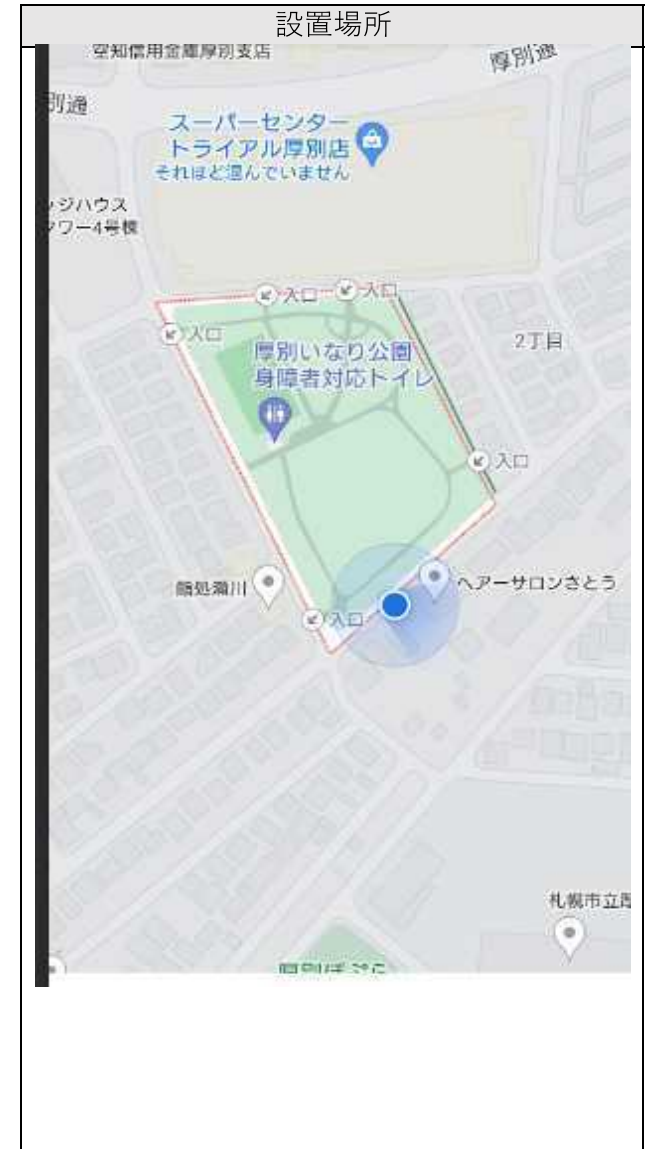 設置場所
空知信用金庫厚別支店
厚別通
別通
スーパーセンター
トライアル厚別店
それほど混んでいません
ッジハウス
タワー4号棟
入口
入口
入口
2丁目
厚別いなり公園
身障者対応トイレ
入口
ヘアーサロンさとう
入口
札幌市立厚